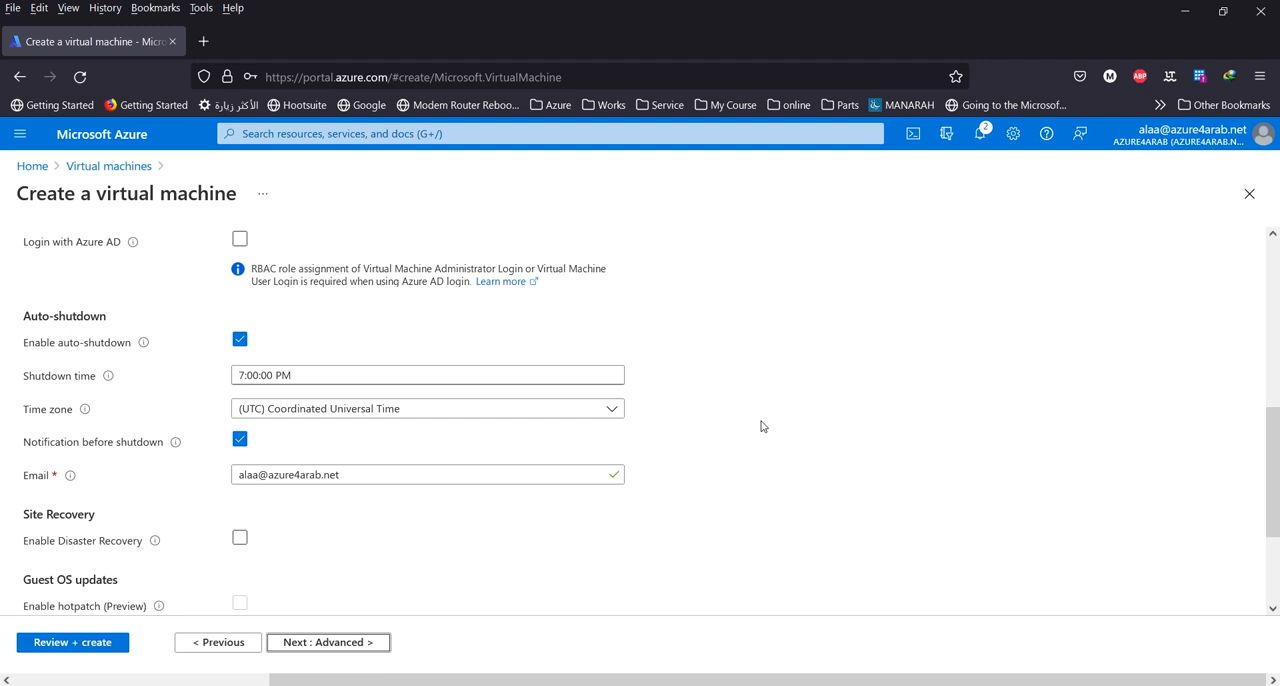 File Edit View History Bookmarks Tools Help
Create a virtual machine - Micro
https://portal.azure.com/#create/Microsoft.VirtualMachine
M ABP
Getting Started Getting Started الأكثر زيارة Hootsuite Google Modem Router Reboo... Azure Works Service My Course online Parts MANARAH Going to the Microsof... Other Bookmarks
Microsoft Azure Search resources, services, and docs (G+/) 2 alaa@azure4arab.net
AZURE4ARAB (AZURE4ARAB.N...
Home > Virtual machines >
Create a virtual machine ...
Login with Azure AD
RBAC role assignment of Virtual Machine Administrator Login or Virtual Machine
User Login is required when using Azure AD login. Learn more
Auto-shutdown
Enable auto-shutdown
Shutdown time 7:00:00 PM
Time zone (UTC) Coordinated Universal Time
Notification before shutdown
Email * alaa@azure4arab.net
Site Recovery
Enable Disaster Recovery
Guest OS updates
Enable hotpatch (Preview)
Review + create < Previous Next : Advanced >